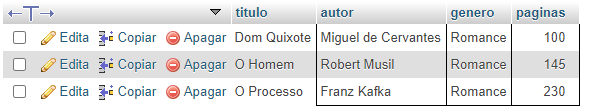 ←T→ titulo autor genero paginas
Edita Copiar Apagar Dom Quixote Miguel de Cervantes Romance 100
Edita Copiar Apagar O Homem Robert Musil Romance 145
Edita Copiar Apagar O Processo Franz Kafka Romance 230